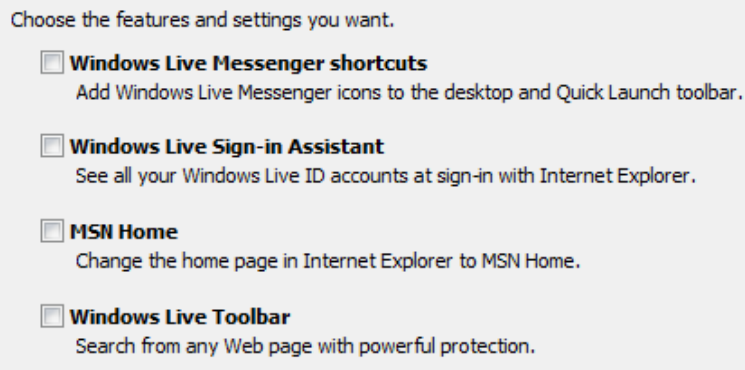 Choose the features and settings you want.
Windows Live Messenger shortcuts
Add Windows Live Messenger icons to the desktop and Quick Launch toolbar.
Windows Live Sign-in Assistant
See all your Windows Live ID accounts at sign-in with Internet Explorer.
MSN Home
Change the home page in Internet Explorer to MSN Home.
Windows Live Toolbar
Search from any Web page with powerful protection.